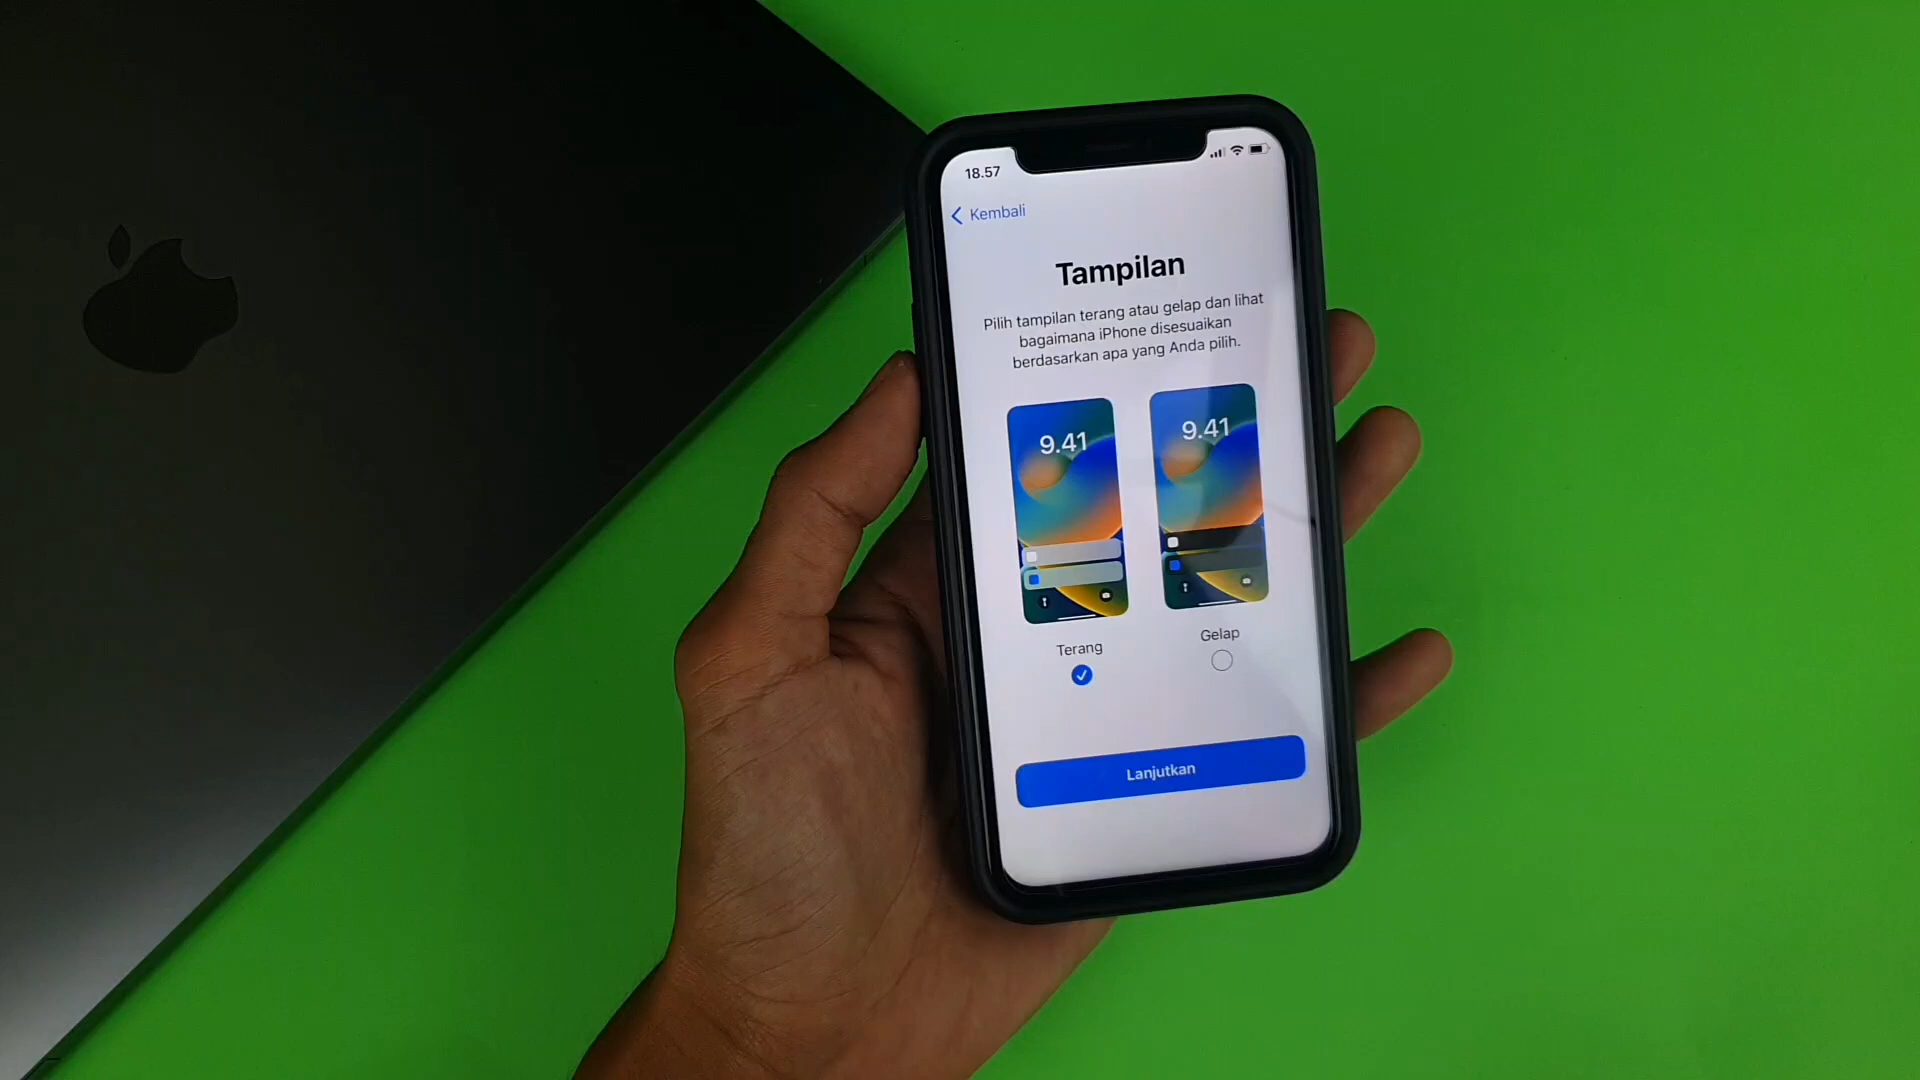 18.57
Kembali
Tampilan
Pilih tampilan terang atau gelap dan lihat
bagaimana iPhone disesuaikan
berdasarkan apa yang Anda pilih.
9.41
9.41
Terang
Gelap
Lanjutkan